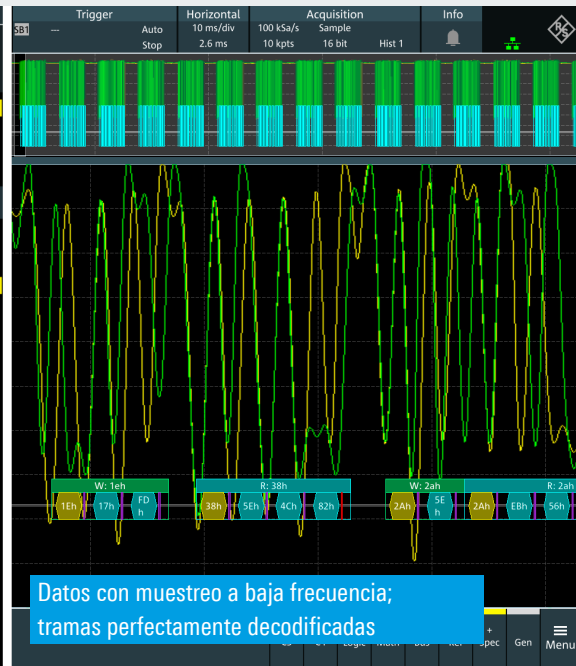 Trigger Horizontal Acquisition Info
SB1 --- Auto 10 ms/div 100 kSa/s Sample
Stop 2.6 ms 10 kpts 16 bit Hist 1
R&S
W: 1eh R: 38h W: 2ah R: 2ah
1Eh 17h FD h 38h 5Eh 4Ch 82h 2Ah 5E h 2Ah EBh 56h
Datos con muestreo a baja frecuencia;
tramas perfectamente decodificadas
+
Gen Menu